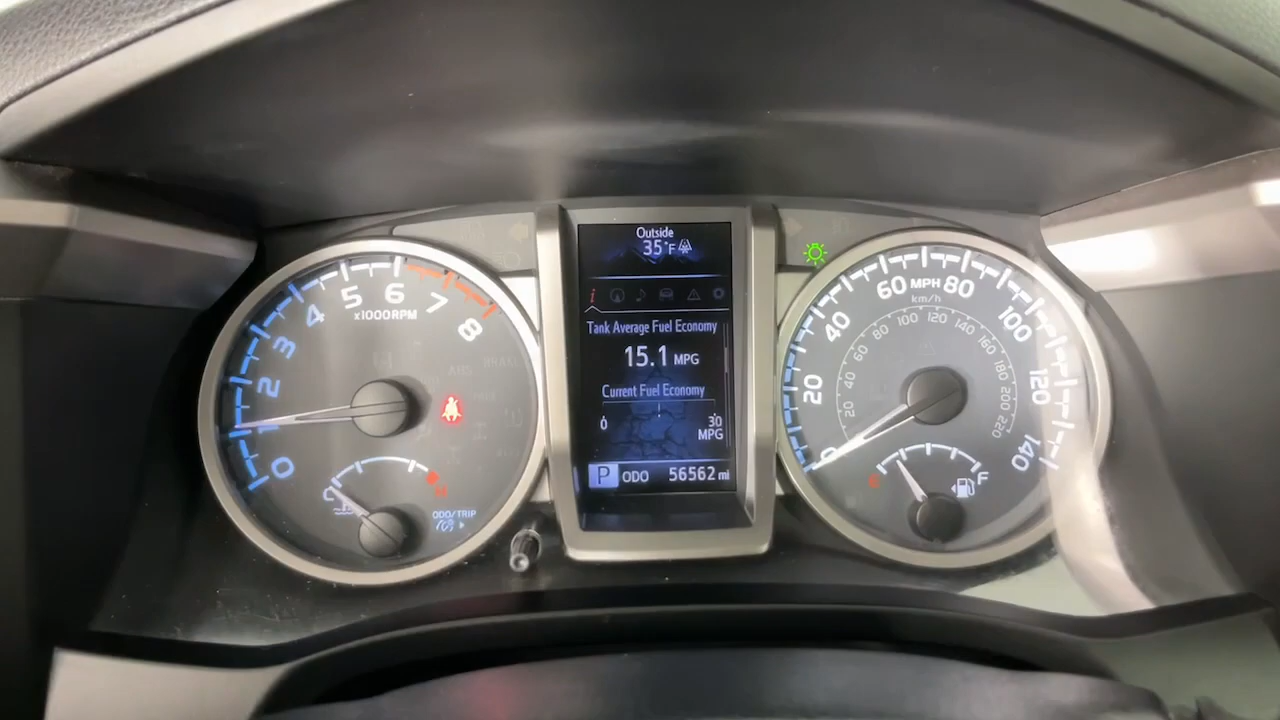 Outside
35°F
Tank Average Fuel Economy
15.1 MPG
Current Fuel Economy
0 30
MPG
P ODO 56562 mi
0 1 2 3 4 5 6 7 8
x1000RPM
ODO/TRIP
0 20 40 60 MPH 80 100 120 140
km/h
20 40 60 80 100 120 140 160 180 200 220
E F